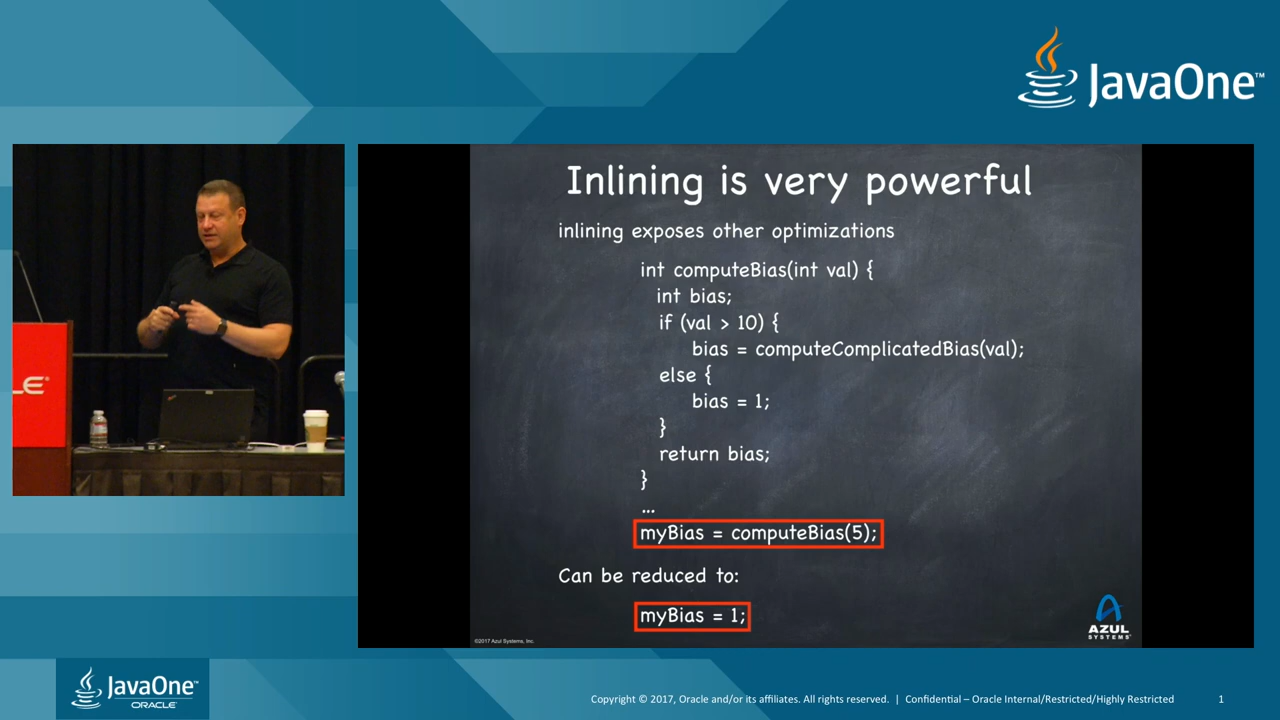 JavaOne™
LE®
Inlining is very powerful
inlining exposes other optimizations
int computeBias(int val) {
int bias;
if (val > 10) {
bias = computeComplicatedBias(val);
else {
bias = 1;
}
return bias;
}
...
myBias = computeBias(5);
Can be reduced to:
myBias = 1;
©2017 Azul Systems, Inc.
AZUL
SYSTEMS
JavaOne™
ORACLE®
Copyright © 2017, Oracle and/or its affiliates. All rights reserved. | Confidential – Oracle Internal/Restricted/Highly Restricted 1